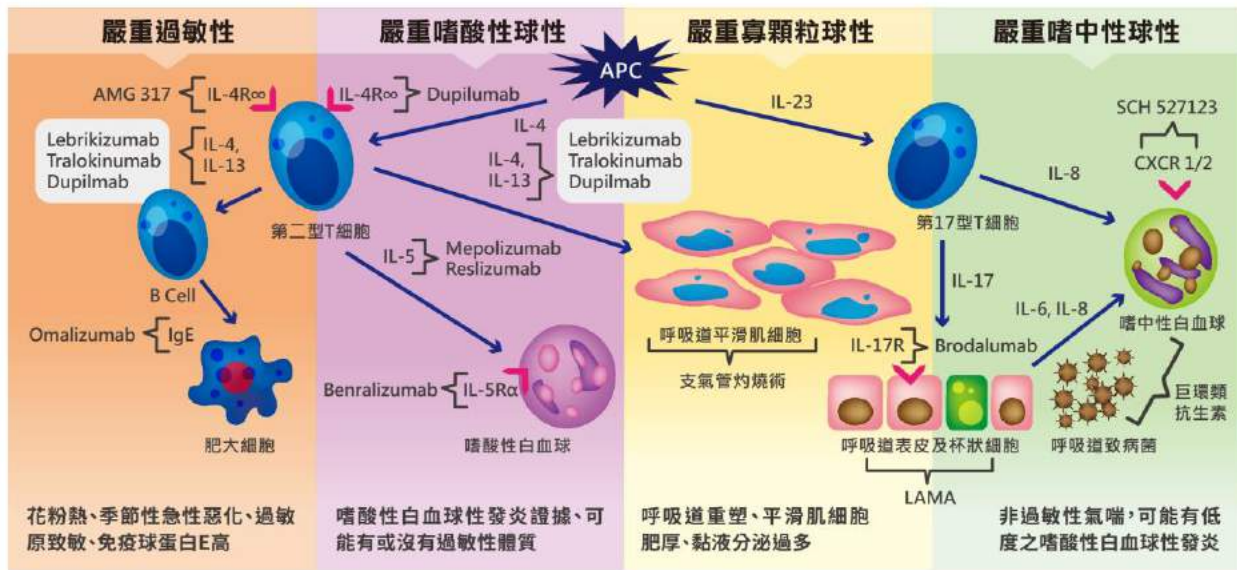 嚴重過敏性
嚴重嗜酸性球性
嚴重寡顆粒球性
嚴重嗜中性球性
APC
AMG 317
IL-4R∞
IL-4R∞
Dupilumab
IL-23
SCH 527123
IL-4
Lebrikizumab
Tralokinumab
Dupilmab
IL-4,
IL-13
IL-4,
IL-13
Lebrikizumab
Tralokinumab
Dupilmab
CXCR 1/2
IL-8
第二型T細胞
第17型T細胞
IL-5
Mepolizumab
Reslizumab
B Cell
IL-17
IL-6, IL-8
嗜中性白血球
Omalizumab
IgE
呼吸道平滑肌細胞
IL-17R
Brodalumab
支氣管灼燒術
Benralizumab
IL-5Rα
巨環類
抗生素
肥大細胞
嗜酸性白血球
呼吸道表皮及杯狀細胞
呼吸道致病菌
LAMA
花粉熱、季節性急性惡化、過敏
原致敏、免疫球蛋白E高
嗜酸性白血球性發炎證據、可
能有或沒有過敏性體質
呼吸道重塑、平滑肌細胞
肥厚、黏液分泌過多
非過敏性氣喘,可能有低
度之嗜酸性白血球性發炎